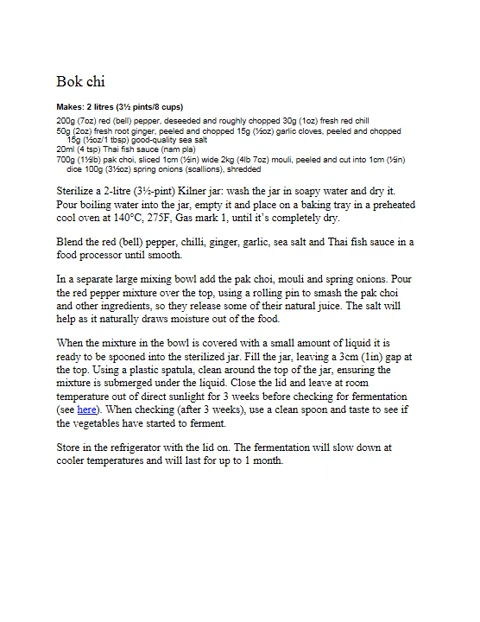 Bok chi
Makes: 2 litres (3½ pints/8 cups)
200g (7oz) red (bell) pepper, deseeded and roughly chopped 30g (1oz) fresh red chill
50g (2oz) fresh root ginger, peeled and chopped 15g (½oz) garlic cloves, peeled and chopped
15g (½oz/1 tbsp) good-quality sea salt
20ml (4 tsp) Thai fish sauce (nam pla)
700g (1½lb) pak choi, sliced 1cm (½in) wide 2kg (4lb 7oz) mouli, peeled and cut into 1cm (½in)
dice 100g (3½oz) spring onions (scallions), shredded
Sterilize a 2-litre (3½-pint) Kilner jar: wash the jar in soapy water and dry it.
Pour boiling water into the jar, empty it and place on a baking tray in a preheated
cool oven at 140°C, 275F, Gas mark 1, until it's completely dry.
Blend the red (bell) pepper, chilli, ginger, garlic, sea salt and Thai fish sauce in a
food processor until smooth.
In a separate large mixing bowl add the pak choi, mouli and spring onions. Pour
the red pepper mixture over the top, using a rolling pin to smash the pak choi
and other ingredients, so they release some of their natural juice. The salt will
help as it naturally draws moisture out of the food.
When the mixture in the bowl is covered with a small amount of liquid it is
ready to be spooned into the sterilized jar. Fill the jar, leaving a 3cm (1in) gap at
the top. Using a plastic spatula, clean around the top of the jar, ensuring the
mixture is submerged under the liquid. Close the lid and leave at room
temperature out of direct sunlight for 3 weeks before checking for fermentation
(see here). When checking (after 3 weeks), use a clean spoon and taste to see if
the vegetables have started to ferment.
Store in the refrigerator with the lid on. The fermentation will slow down at
cooler temperatures and will last for up to 1 month.